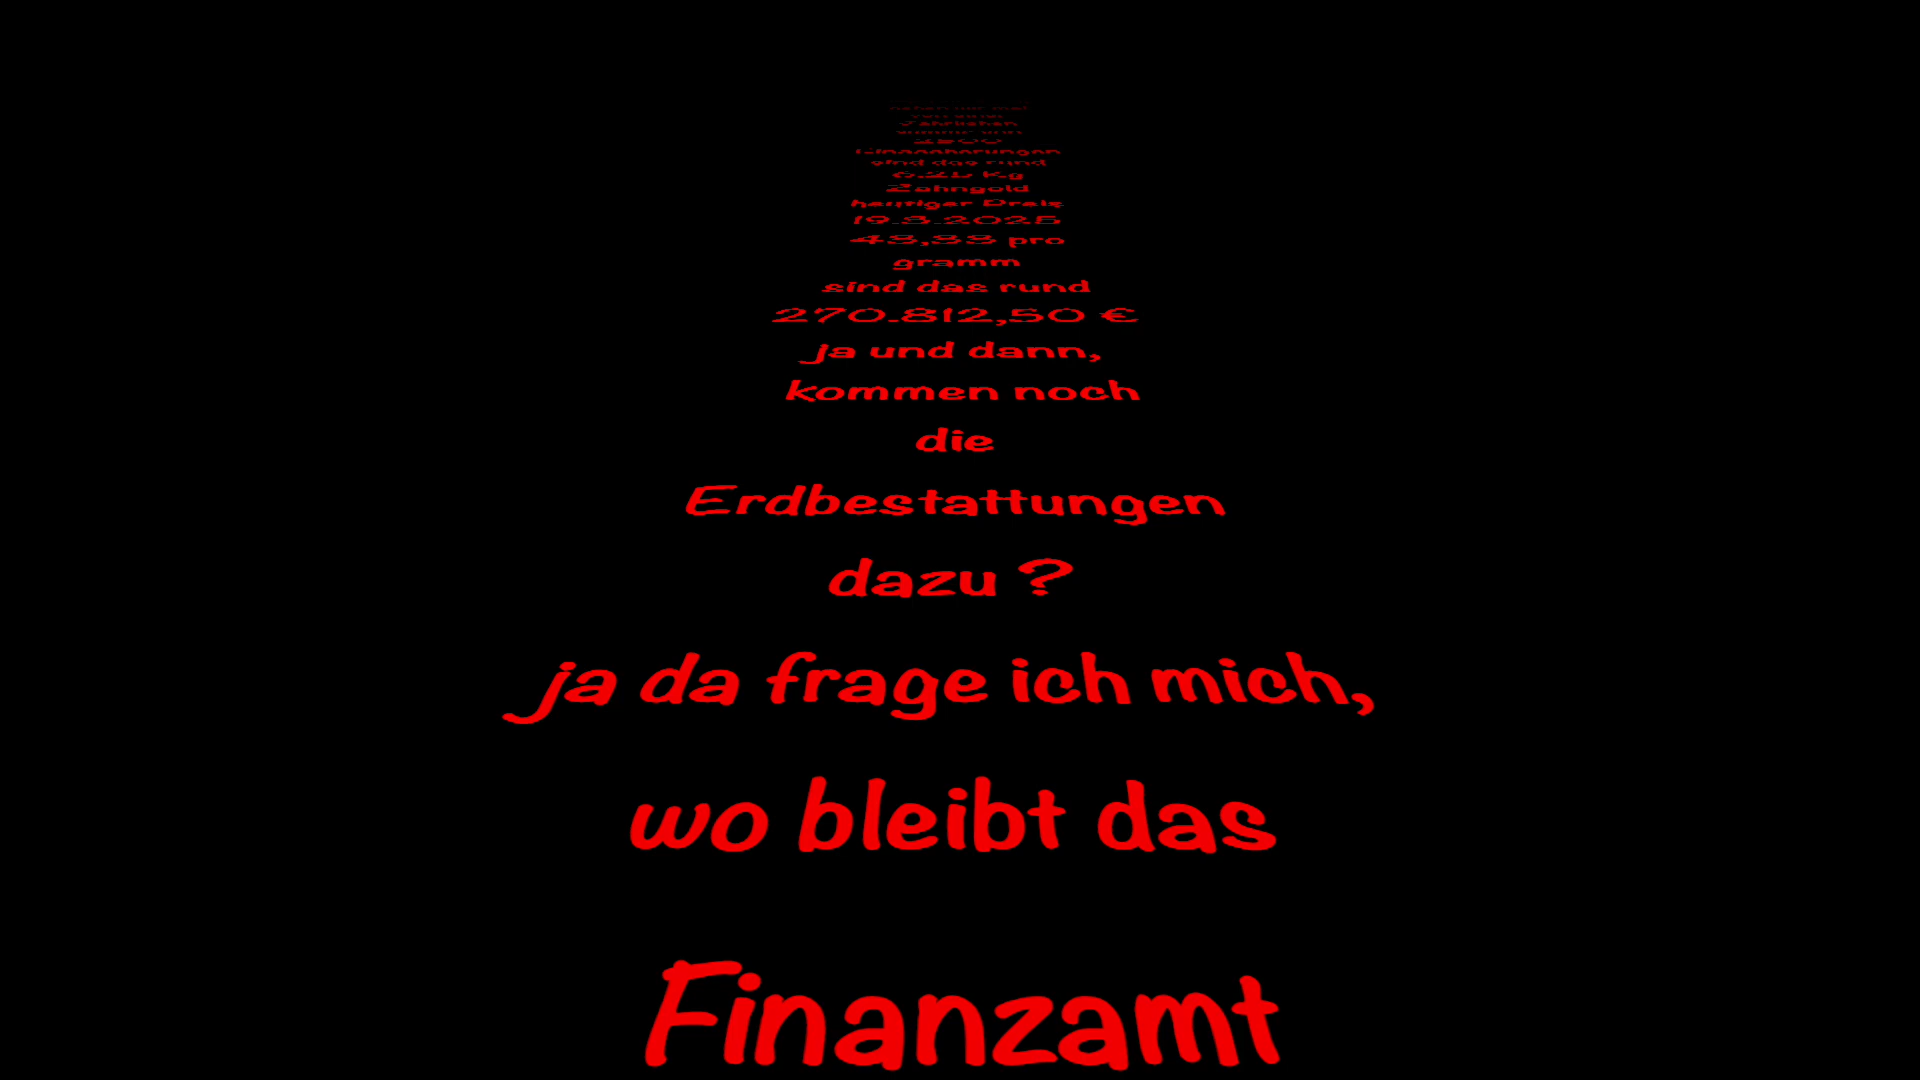 2500
Einäscherungen
sind das rund
6.25 Kg
Zahngold
heutiger Preis
19.3.2025
43,33 pro
gramm
sind das rund
270.812,50 €
ja und dann,
kommen noch
die
Erdbestattungen
dazu ?
ja da frage ich mich,
wo bleibt das
Finanzamt